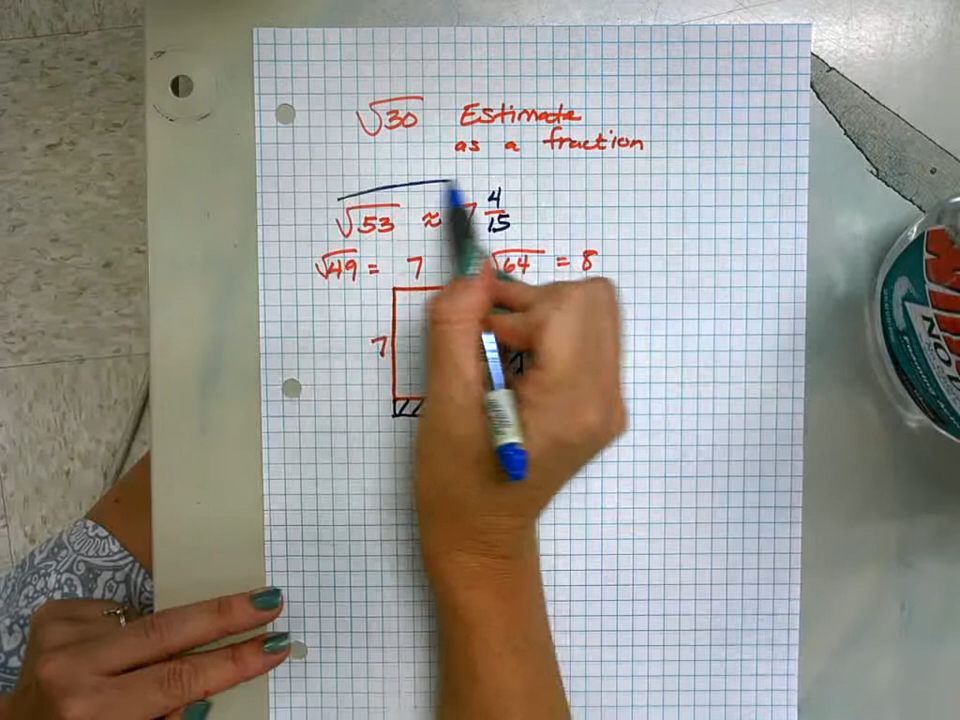 √30 Estimate
as a fraction
√53 ≈ 7 4/15
√49 = 7 √64 = 8
7